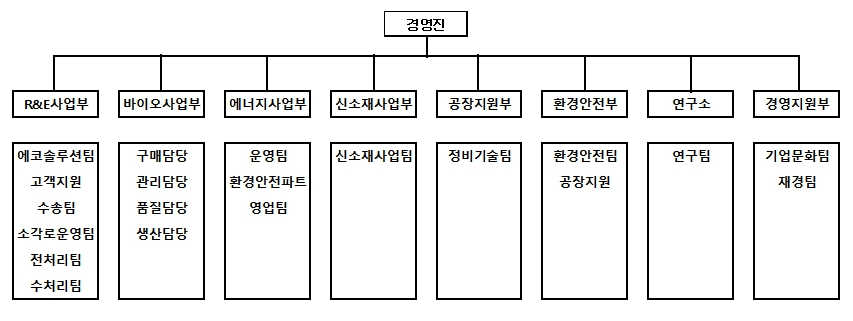 경영진
R&E사업부
바이오사업부
에너지사업부
신소재사업부
공장지원부
환경안전부
연구소
경영지원부
에코솔루션팀
고객지원
수송팀
소각로운영팀
전처리팀
수처리팀
구매담당
관리담당
품질담당
생산담당
운영팀
환경안전파트
영업팀
신소재사업팀
정비기술팀
환경안전팀
공장지원
연구팀
기업문화팀
재경팀